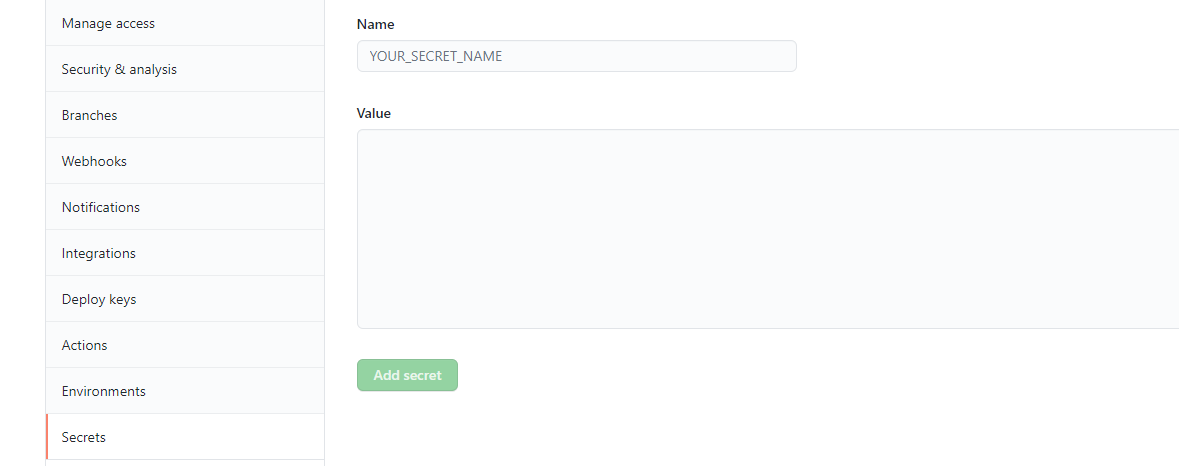 Manage access
Security & analysis
Branches
Webhooks
Notifications
Integrations
Deploy keys
Actions
Environments
Secrets
Name
YOUR_SECRET_NAME
Value
Add secret